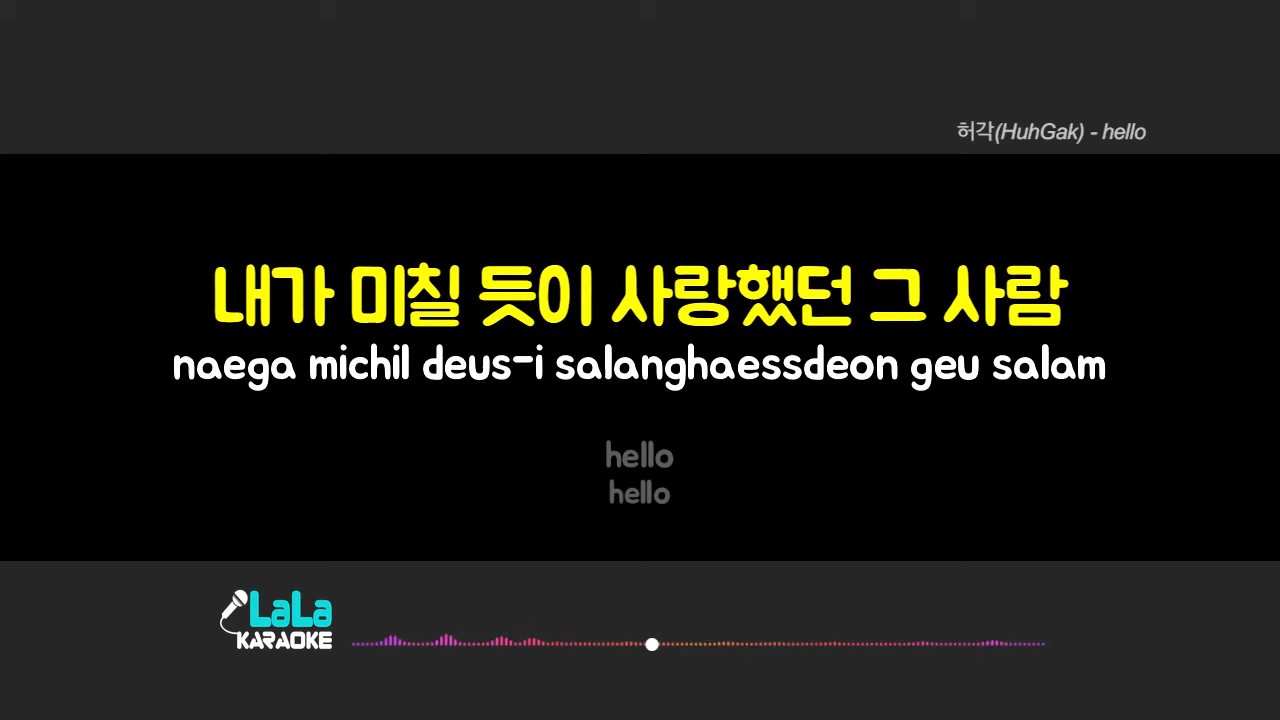 허각(HuhGak) - hello
내가 미칠 듯이 사랑했던 그 사람
naega michil deus-i salanghaessdeon geu salam
hello
hello
LaLa
KARAOKE